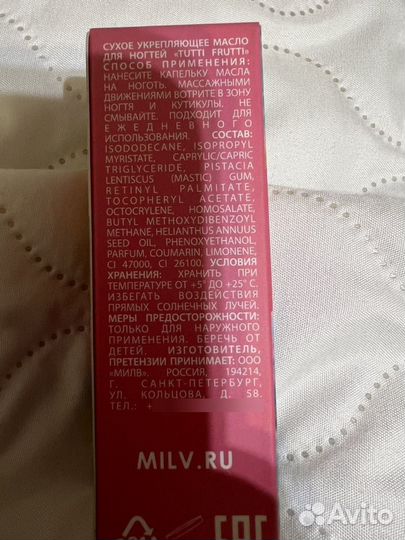 СУХОЕ УКРЕПЛЯЮЩЕЕ МАСЛО
ДЛЯ НОГТЕЙ «TUTTI FRUTTI»
СПОСОБ ПРИМЕНЕНИЯ:
НАНЕСИТЕ КАПЕЛЬКУ МАСЛА
НА НОГОТЬ. МАССАЖНЫМИ
ДВИЖЕНИЯМИ ВОТРИТЕ В ЗОНУ
НОГТЯ И КУТИКУЛЫ. НЕ
СМЫВАЙТЕ. ПОДХОДИТ ДЛЯ
ЕЖЕДНЕВНОГО
ИСПОЛЬЗОВАНИЯ. СОСТАВ:
ISODODECANE, ISOPROPYL
MYRISTATE, CAPRYLIC/CAPRIC
TRIGLYCERIDE, PISTACIA
LENTISCUS (MASTIC) GUM,
RETINYL PALMITATE,
TOCOPHERYL ACETATE,
OCTOCRYLENE, HOMOSALATE,
BUTYL METHOXYDIBENZOYL
METHANE, HELIANTHUS ANNUUS
SEED OIL, PHENOXYETHANOL,
PARFUM, COUMARIN, LIMONENE,
CI 47000, CI 26100. УСЛОВИЯ
ХРАНЕНИЯ: ХРАНИТЬ ПРИ
ТЕМПЕРАТУРЕ ОТ +5° ДО +25° С.
ИЗБЕГАТЬ ВОЗДЕЙСТВИЯ
ПРЯМЫХ СОЛНЕЧНЫХ ЛУЧЕЙ.
МЕРЫ ПРЕДОСТОРОЖНОСТИ:
ТОЛЬКО ДЛЯ НАРУЖНОГО
ПРИМЕНЕНИЯ. БЕРЕЧЬ ОТ
ДЕТЕЙ. ИЗГОТОВИТЕЛЬ,
ПРЕТЕНЗИИ ПРИНИМАЕТ: ООО
«МИЛВ». РОССИЯ, 194214,
Г. САНКТ-ПЕТЕРБУРГ,
УЛ. КОЛЬЦОВА, Д. 58.
ТЕЛ.: +
MILV.RU
EAC
Avito